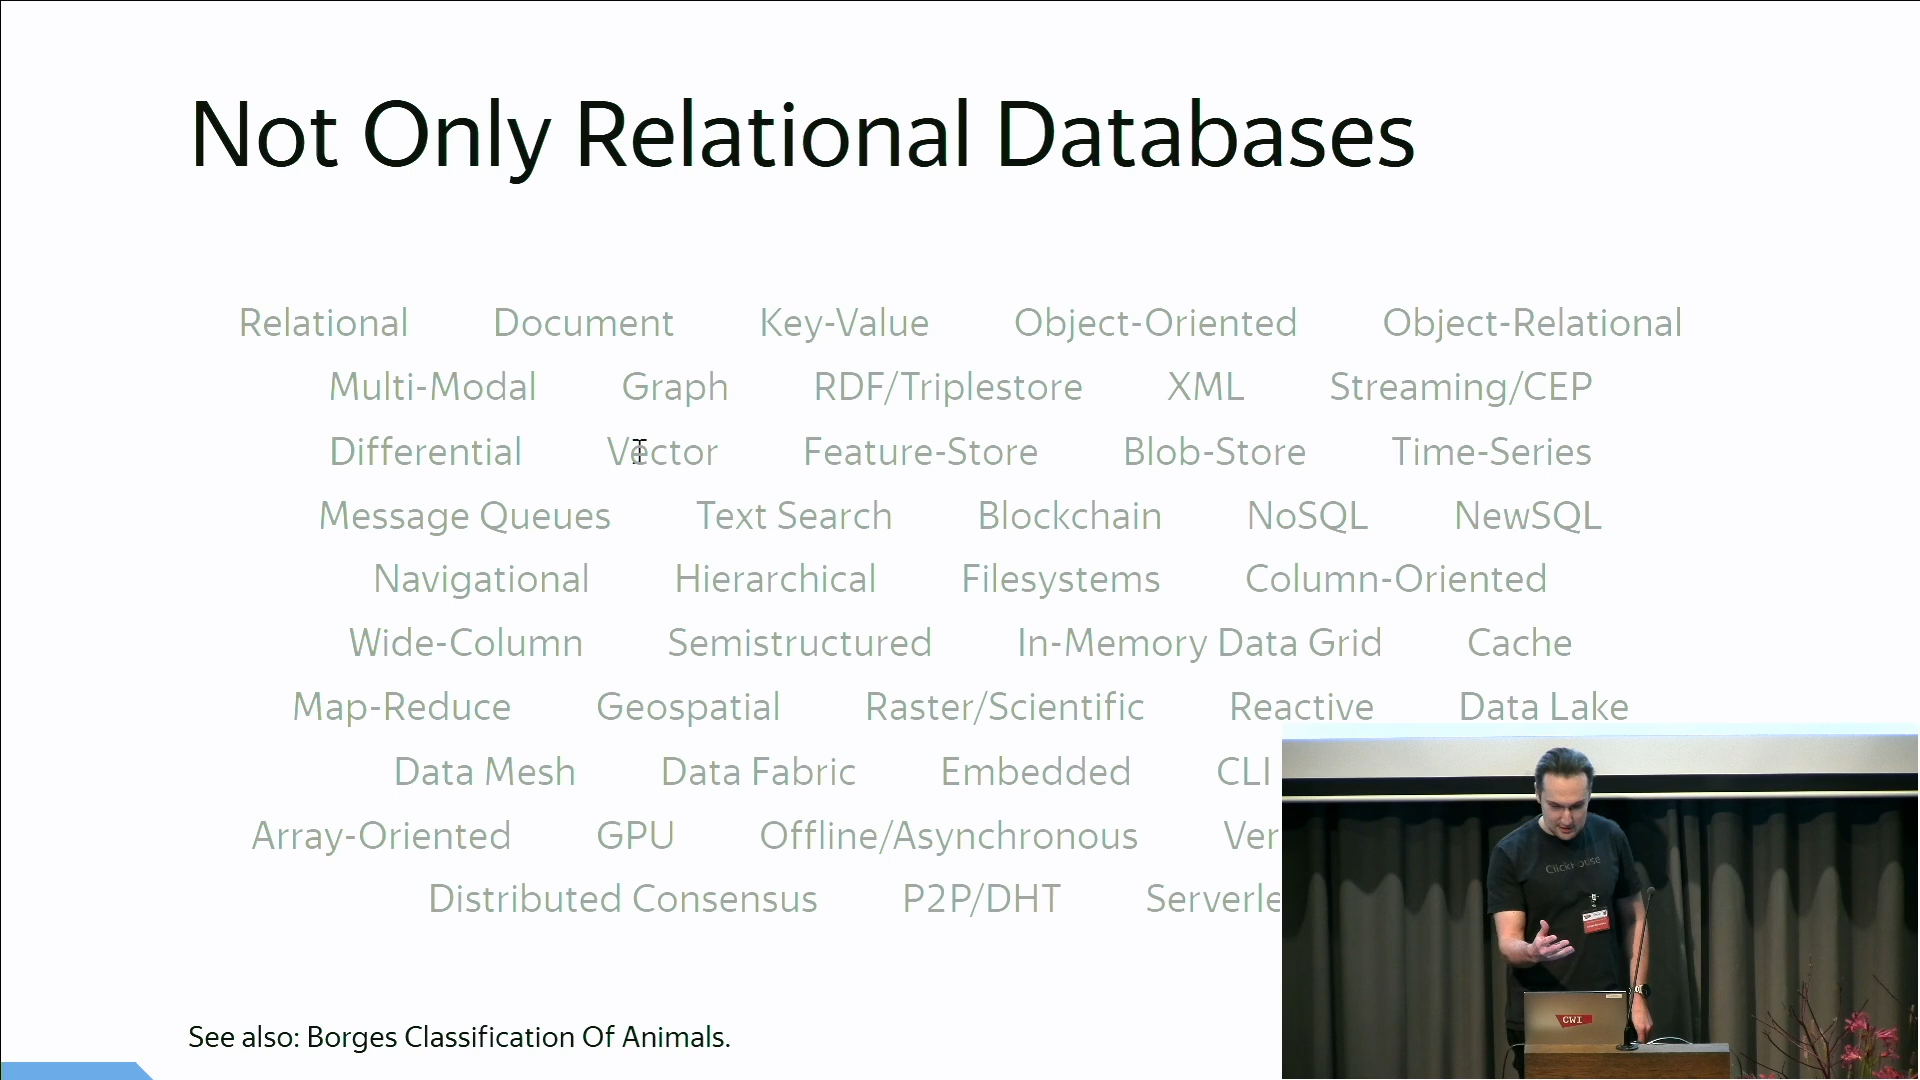 Not Only Relational Databases
Relational Document Key-Value Object-Oriented Object-Relational
Multi-Modal Graph RDF/Triplestore XML Streaming/CEP
Differential Vector Feature-Store Blob-Store Time-Series
Message Queues Text Search Blockchain NoSQL NewSQL
Navigational Hierarchical Filesystems Column-Oriented
Wide-Column Semistructured In-Memory Data Grid Cache
Map-Reduce Geospatial Raster/Scientific Reactive Data Lake
Data Mesh Data Fabric Embedded CLI
Array-Oriented GPU Offline/Asynchronous Ver
Distributed Consensus P2P/DHT Serverle
ClickHouse
CWI
See also: Borges Classification Of Animals.